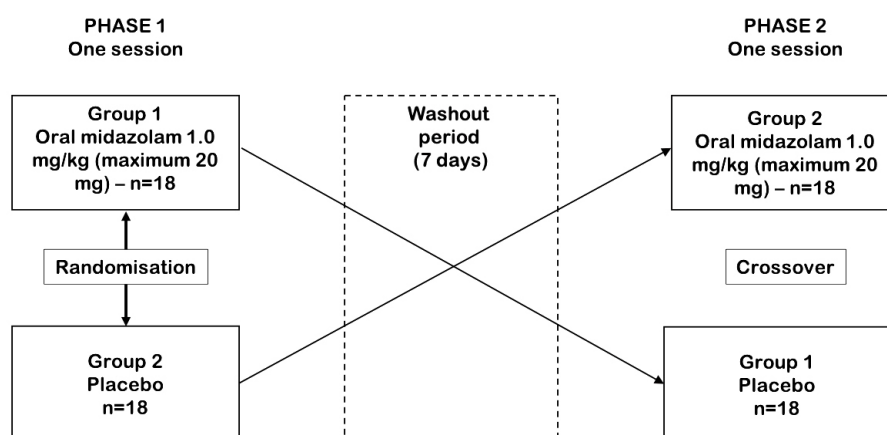 PHASE 1
One session
PHASE 2
One session
Group 1
Oral midazolam 1.0
mg/kg (maximum 20
mg) – n=18
Washout
period
(7 days)
Group 2
Oral midazolam 1.0
mg/kg (maximum 20
mg) – n=18
Randomisation
Crossover
Group 2
Placebo
n=18
Group 1
Placebo
n=18